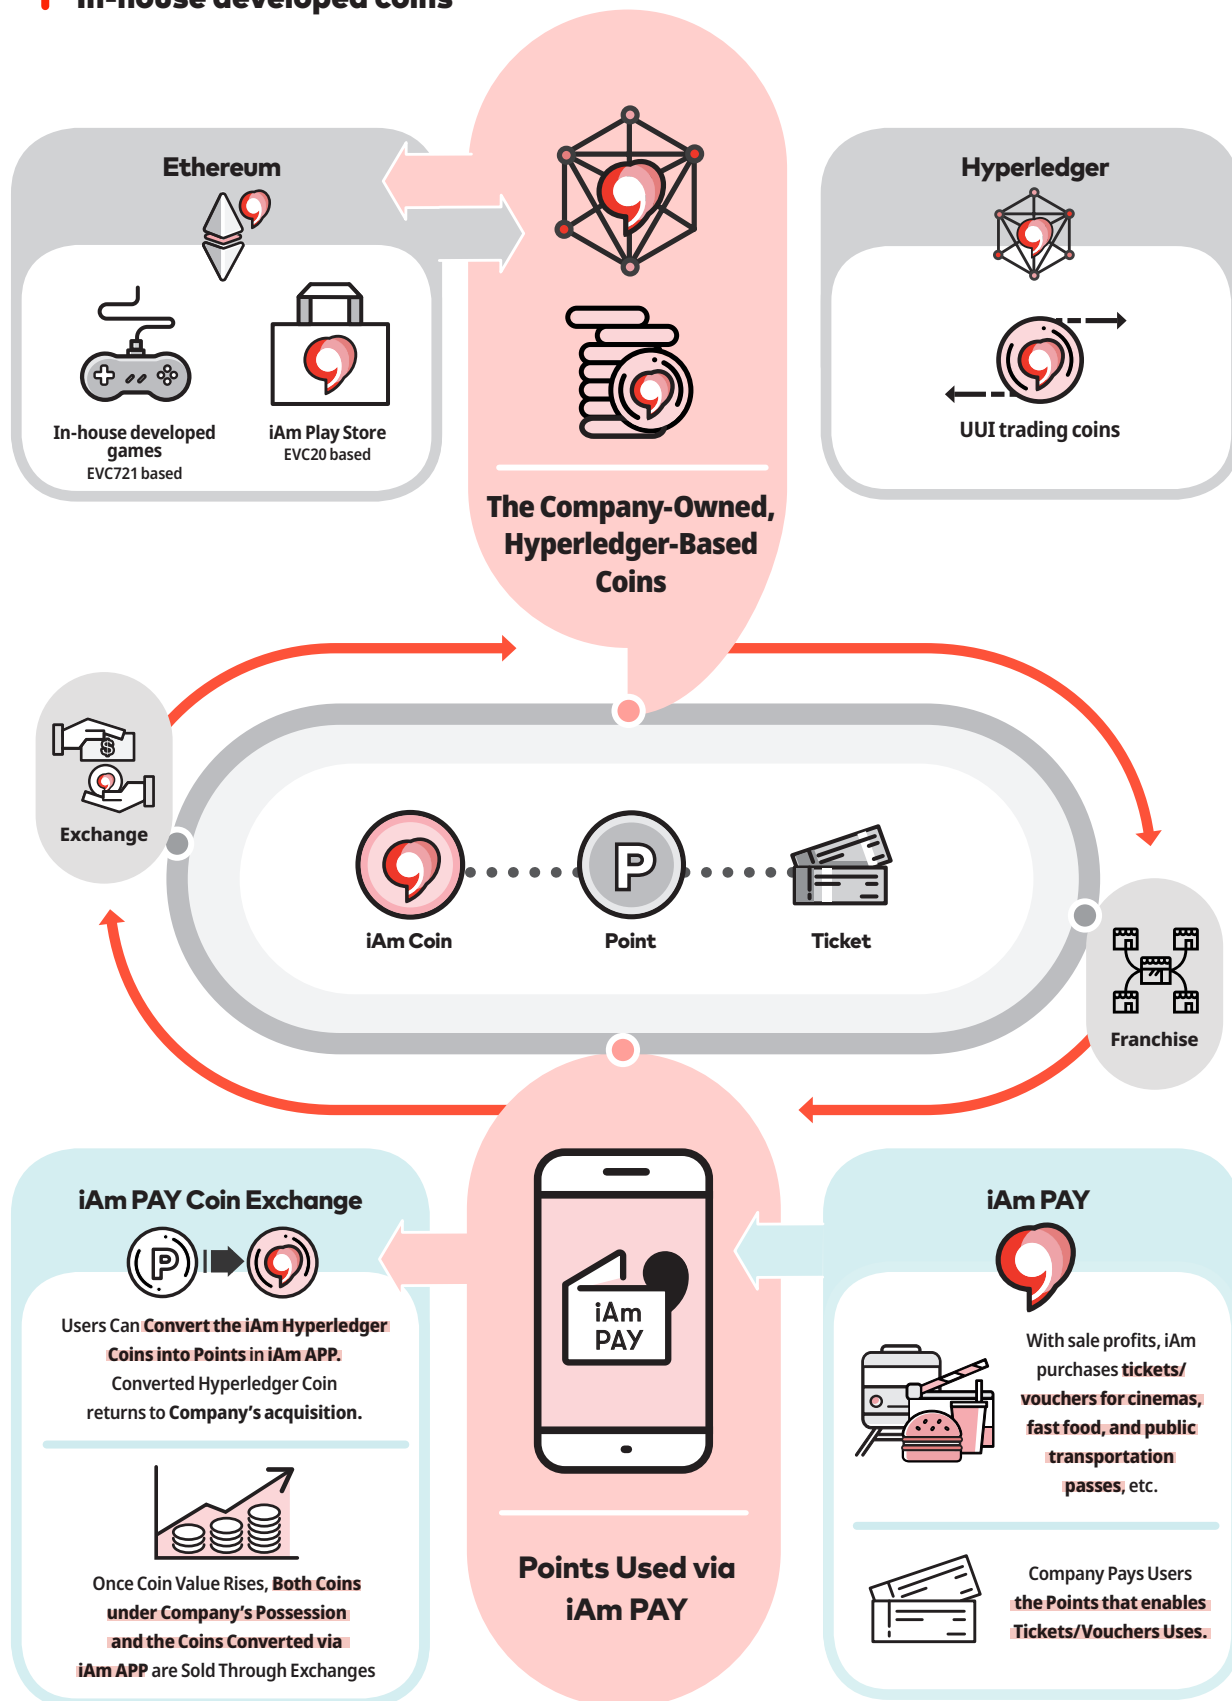 In-house developed coins
Ethereum
In-house developed
games
EVC721 based
iAm Play Store
EVC20 based
The Company-Owned,
Hyperledger-Based
Coins
Hyperledger
UUI trading coins
$
Exchange
iAm Coin
P
Point
Ticket
Franchise
iAm PAY Coin Exchange
P
Users Can Convert the iAm Hyperledger
Coins into Points in iAm APP.
Converted Hyperledger Coin
returns to Company's acquisition.
Once Coin Value Rises, Both Coins
under Company's Possession
and the Coins Converted via
iAm APP are Sold Through Exchanges
iAm
PAY
Points Used via
iAm PAY
iAm PAY
With sale profits, iAm
purchases tickets/
vouchers for cinemas,
fast food, and public
transportation
passes, etc.
Company Pays Users
the Points that enables
Tickets/Vouchers Uses.